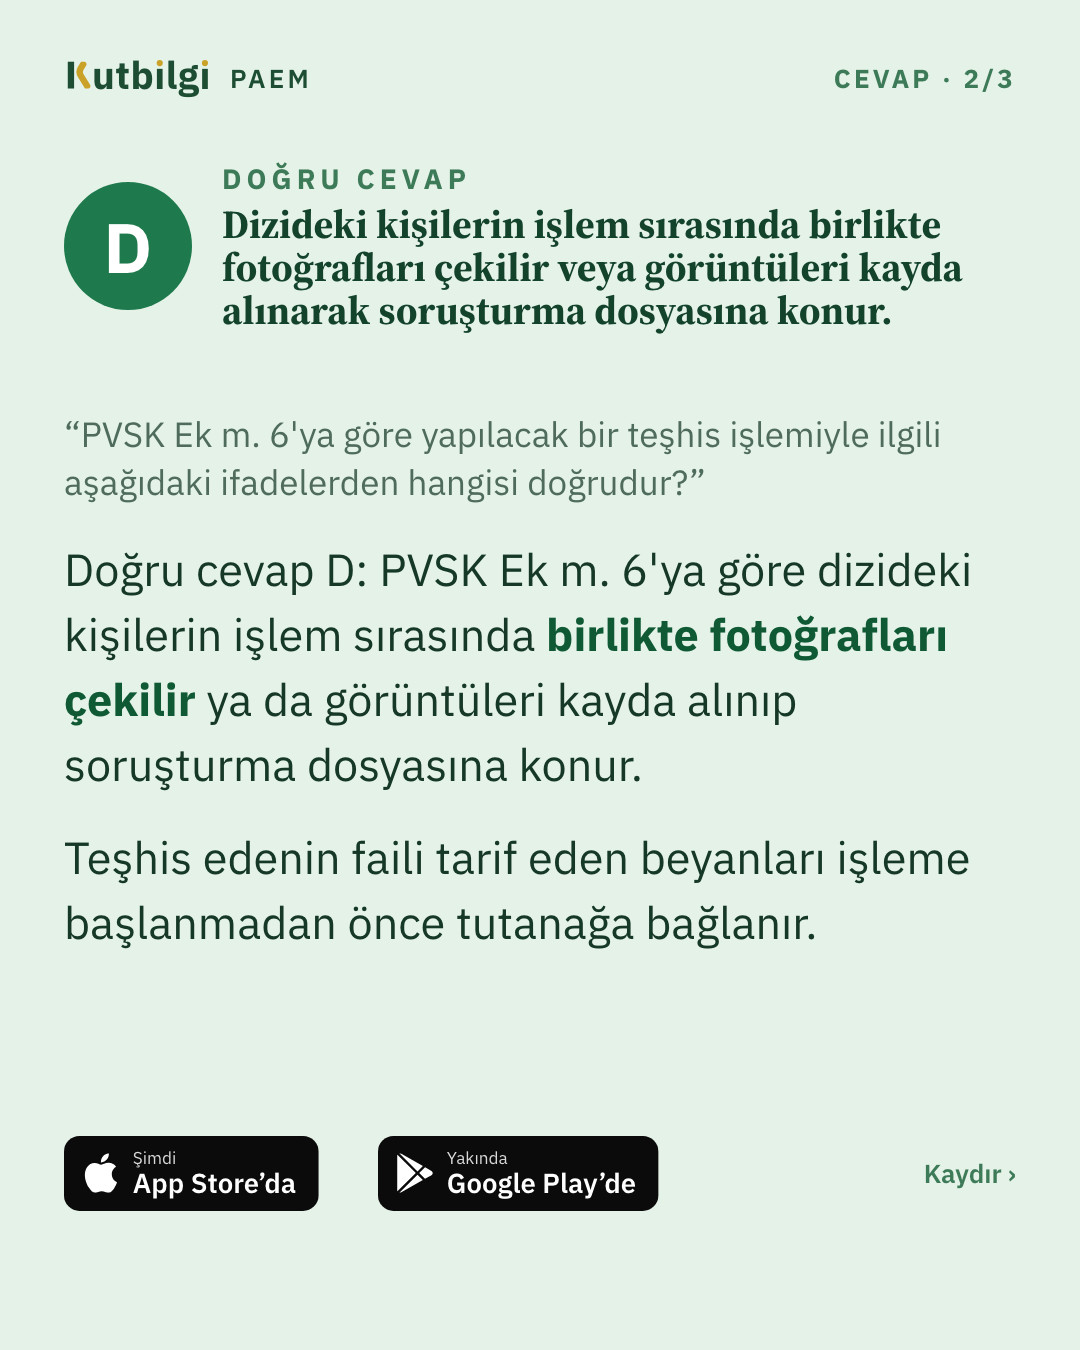 Kutbilgi PAEM
CEVAP · 2/3
D
DOĞRU CEVAP
Dizideki kişilerin işlem sırasında birlikte
fotoğrafları çekilir veya görüntüleri kayda
alınarak soruşturma dosyasına konur.
“PVSK Ek m. 6'ya göre yapılacak bir teşhis işlemiyle ilgili
aşağıdaki ifadelerden hangisi doğrudur?”
Doğru cevap D: PVSK Ek m. 6'ya göre dizideki
kişilerin işlem sırasında birlikte fotoğrafları
çekilir ya da görüntüleri kayda alınıp
soruşturma dosyasına konur.
Teşhis edenin faili tarif eden beyanları işleme
başlanmadan önce tutanağa bağlanır.
Şimdi
App Store’da
Yakında
Google Play’de
Kaydır ›